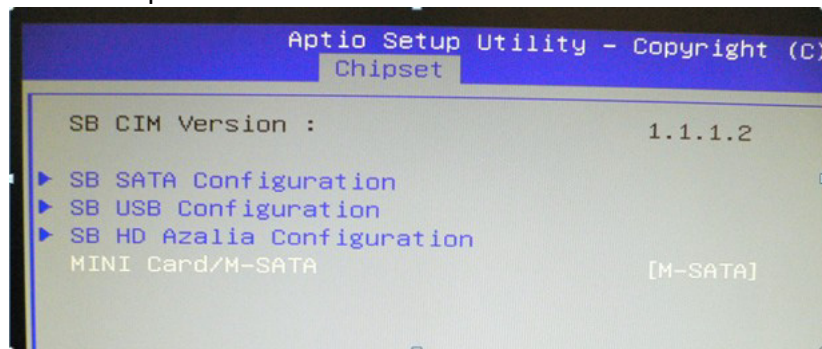 Aptio Setup Utility – Copyright (C)
Chipset
SB CIM Version : 1.1.1.2
SB SATA Configuration
SB USB Configuration
SB HD Azalia Configuration
MINI Card/M-SATA [M-SATA]